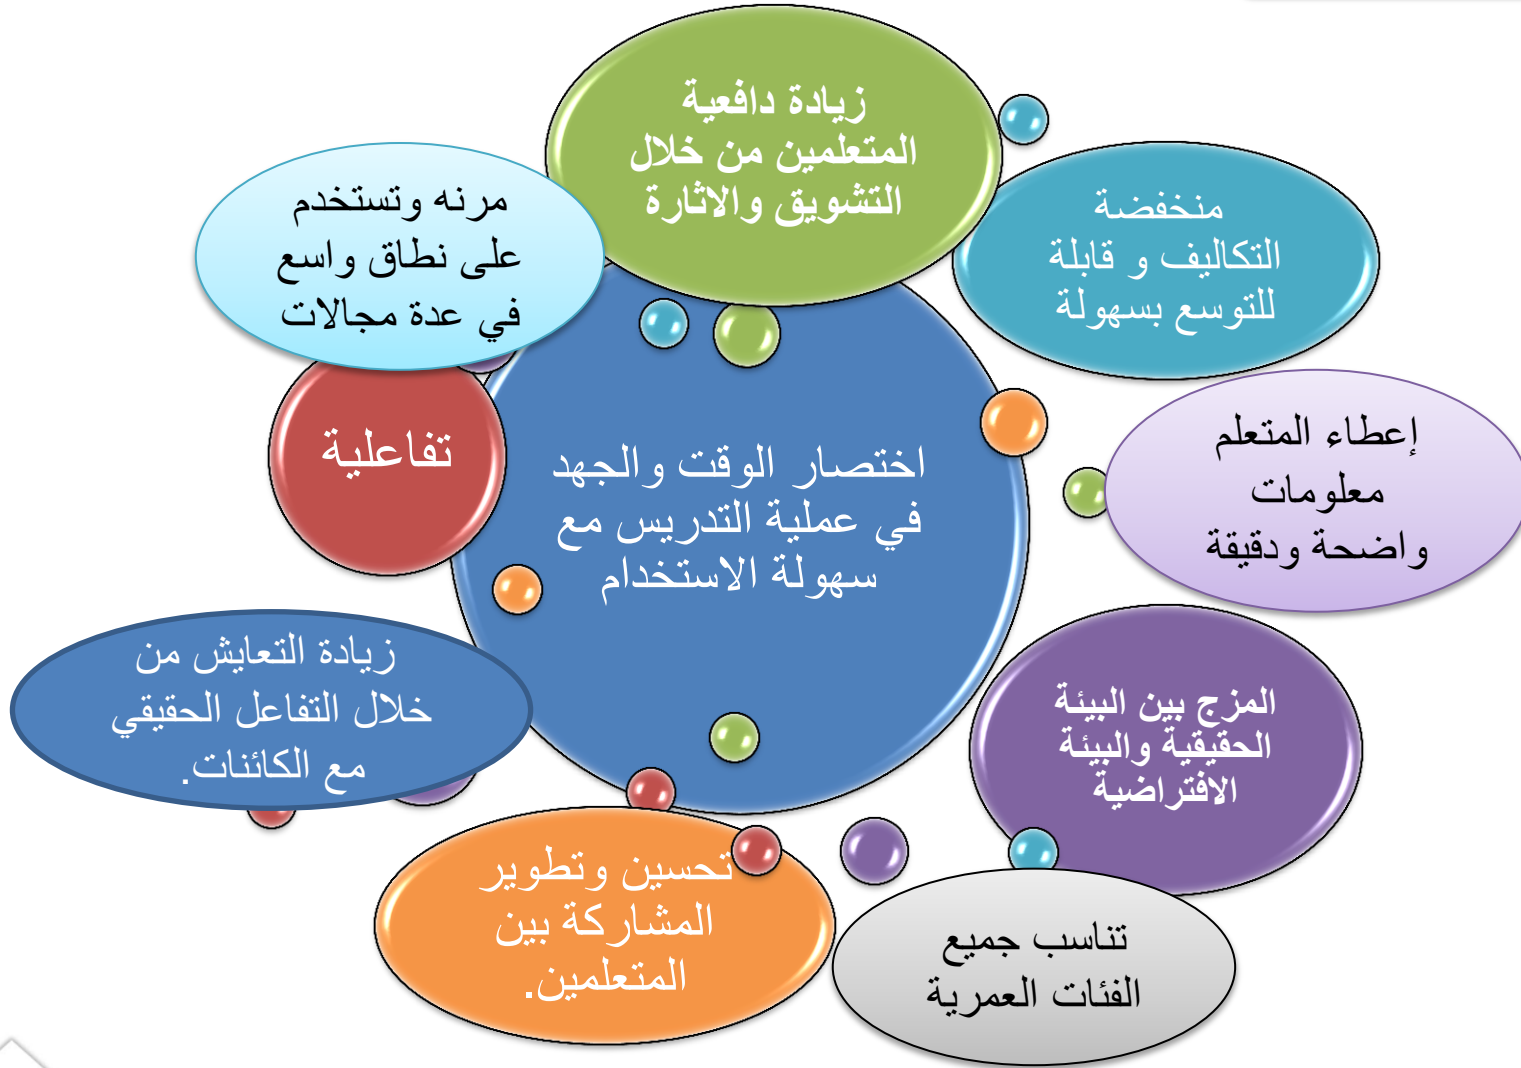 زيادة دافعية
المتعلمين من خلال
التشويق والاثارة
منخفضة
التكاليف و قابلة
للتوسع بسهولة
مرنه وتستخدم
على نطاق واسع
في عدة مجالات
إعطاء المتعلم
معلومات
واضحة ودقيقة
تفاعلية
اختصار الوقت والجهد
في عملية التدريس مع
سهولة الاستخدام
زيادة التعايش من
خلال التفاعل الحقيقي
مع الكائنات.
المزج بين البيئة
الحقيقية والبيئة
الافتراضية
تحسين وتطوير
المشاركة بين
المتعلمين.
تناسب جميع
الفئات العمرية